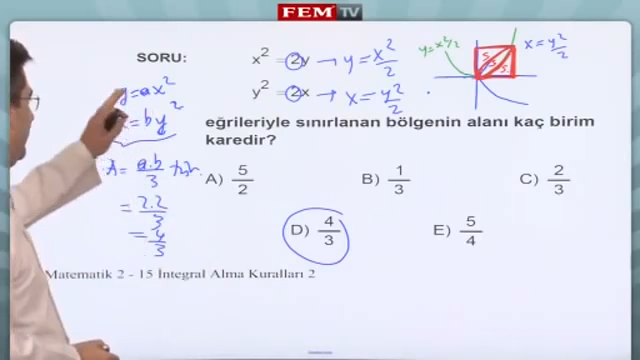 FEM TV
SORU:
x² = 2y → y = x²/2
y² = 2x → x = y²/2
y = x²/2
x = y²/2
S S S
= ax²
= by²
eğrileriyle sınırlanan bölgenin alanı kaç birim
karedir?
A = a.b/3
= 2.2/3
= 4/3
A) 5/2
B) 1/3
C) 2/3
D) 4/3
E) 5/4
Matematik 2 - 15 İntegral Alma Kuralları 2